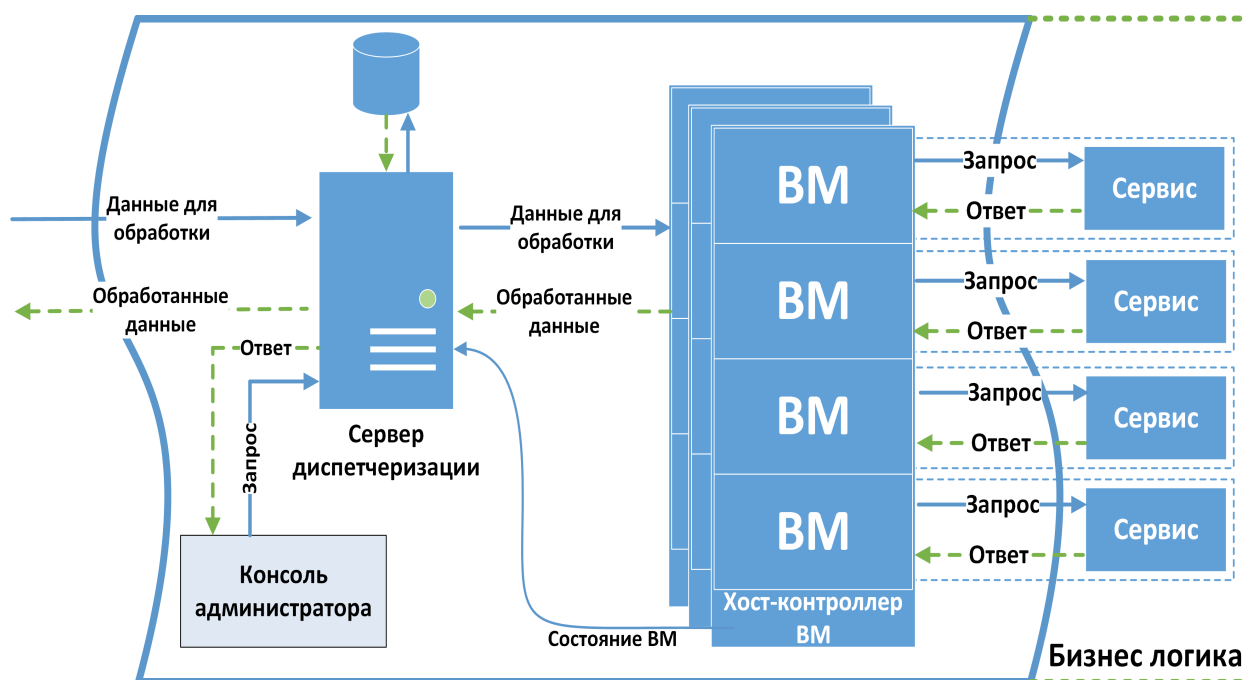 Данные для
обработки
Обработанные
данные
Ответ
Запрос
Сервер
диспетчеризации
Консоль
администратора
Данные для
обработки
Обработанные
данные
Состояние ВМ
ВМ
ВМ
ВМ
ВМ
Хост-контроллер
ВМ
Запрос
Ответ
Сервис
Запрос
Ответ
Сервис
Запрос
Ответ
Сервис
Запрос
Ответ
Сервис
Бизнес логика